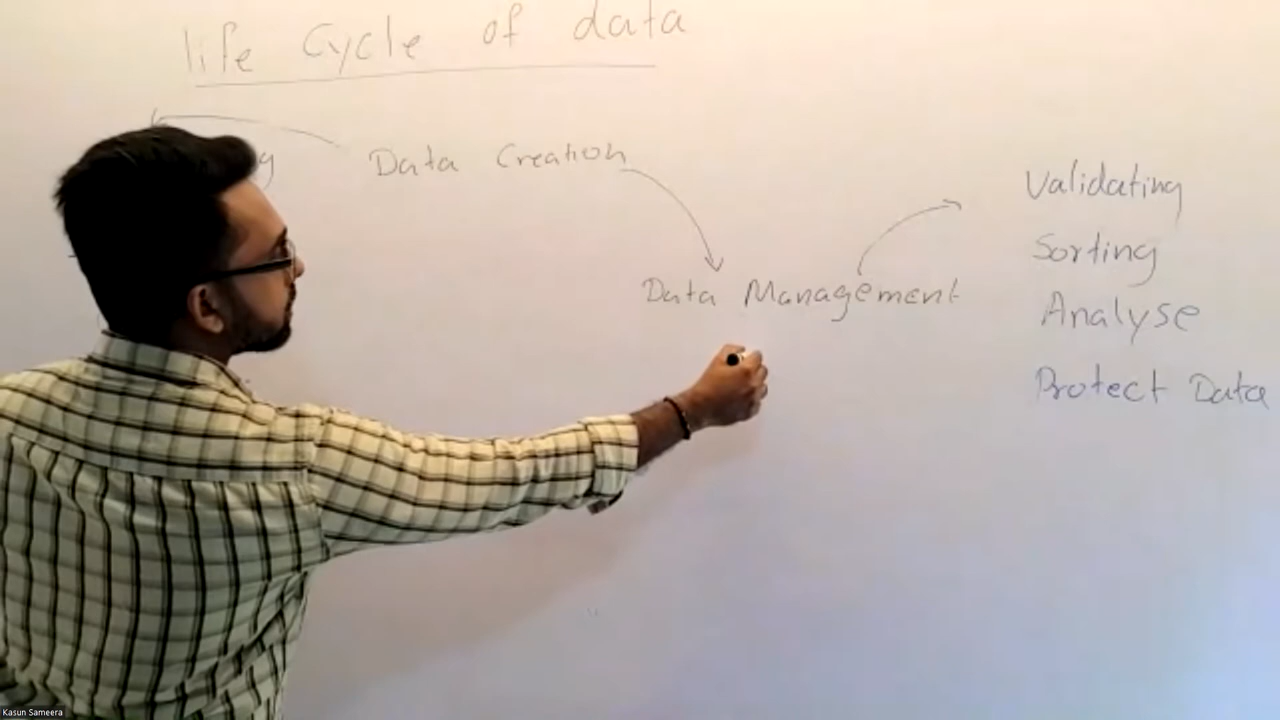 life Cycle of data
Data Creation
Validating
Sorting
Data Management
Analyse
Protect Data
Kasun Sameera